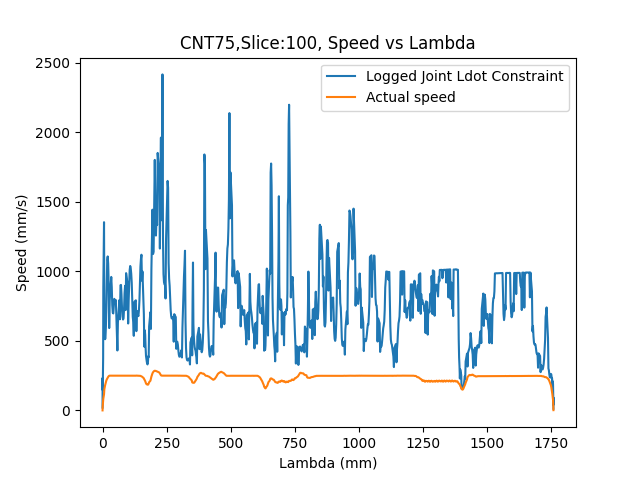 CNT75,Slice:100, Speed vs Lambda
Logged Joint Ldot Constraint
Actual speed
Speed (mm/s)
2500
2000
1500
1000
500
0
0 250 500 750 1000 1250 1500 1750
Lambda (mm)